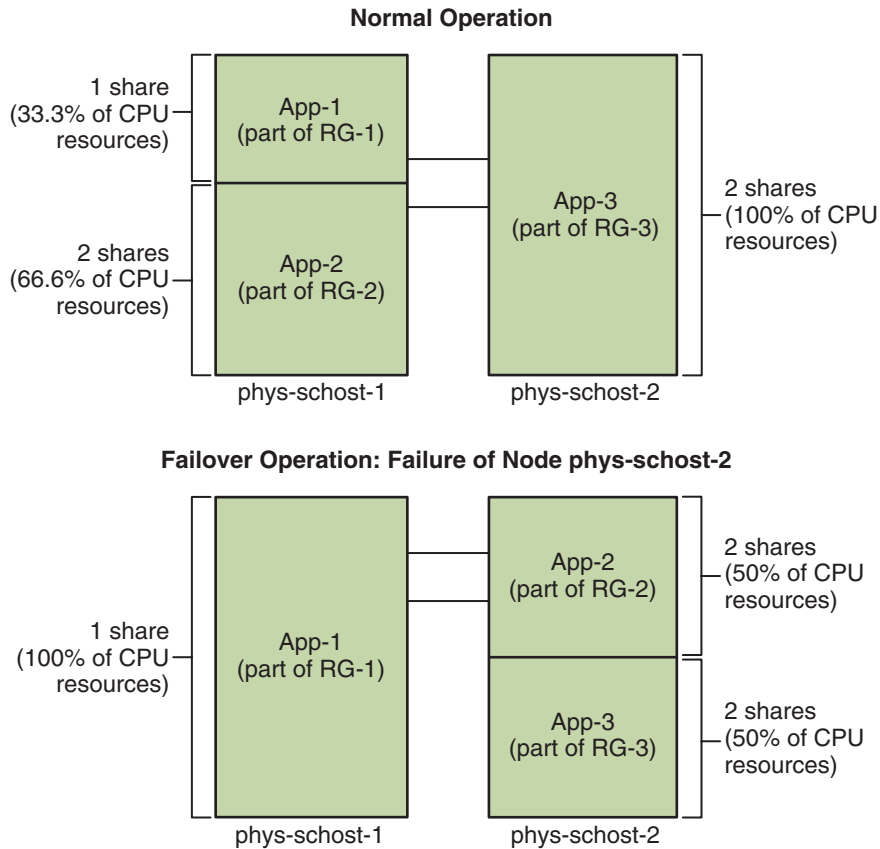 Normal Operation
1 share
(33.3% of CPU
resources)
2 shares
(66.6% of CPU
resources)
App-1
(part of RG-1)
App-2
(part of RG-2)
App-3
(part of RG-3)
2 shares
(100% of CPU
resources)
phys-schost-1
phys-schost-2
Failover Operation: Failure of Node phys-schost-2
1 share
(100% of CPU
resources)
App-1
(part of RG-1)
App-2
(part of RG-2)
App-3
(part of RG-3)
2 shares
(50% of CPU
resources)
2 shares
(50% of CPU
resources)
phys-schost-1
phys-schost-2